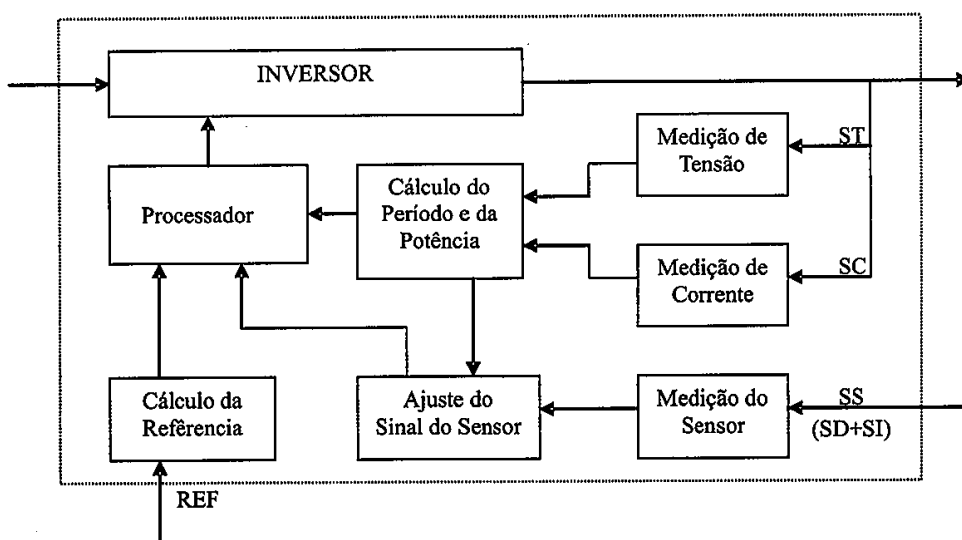 INVERSOR
Medição de
Tensão
ST
Cálculo do
Período e da
Potência
Processador
Medição de
Corrente
SC
Cálculo da
Refêrencia
Ajuste do
Sinal do Sensor
Medição do
Sensor
SS
(SD+SI)
REF